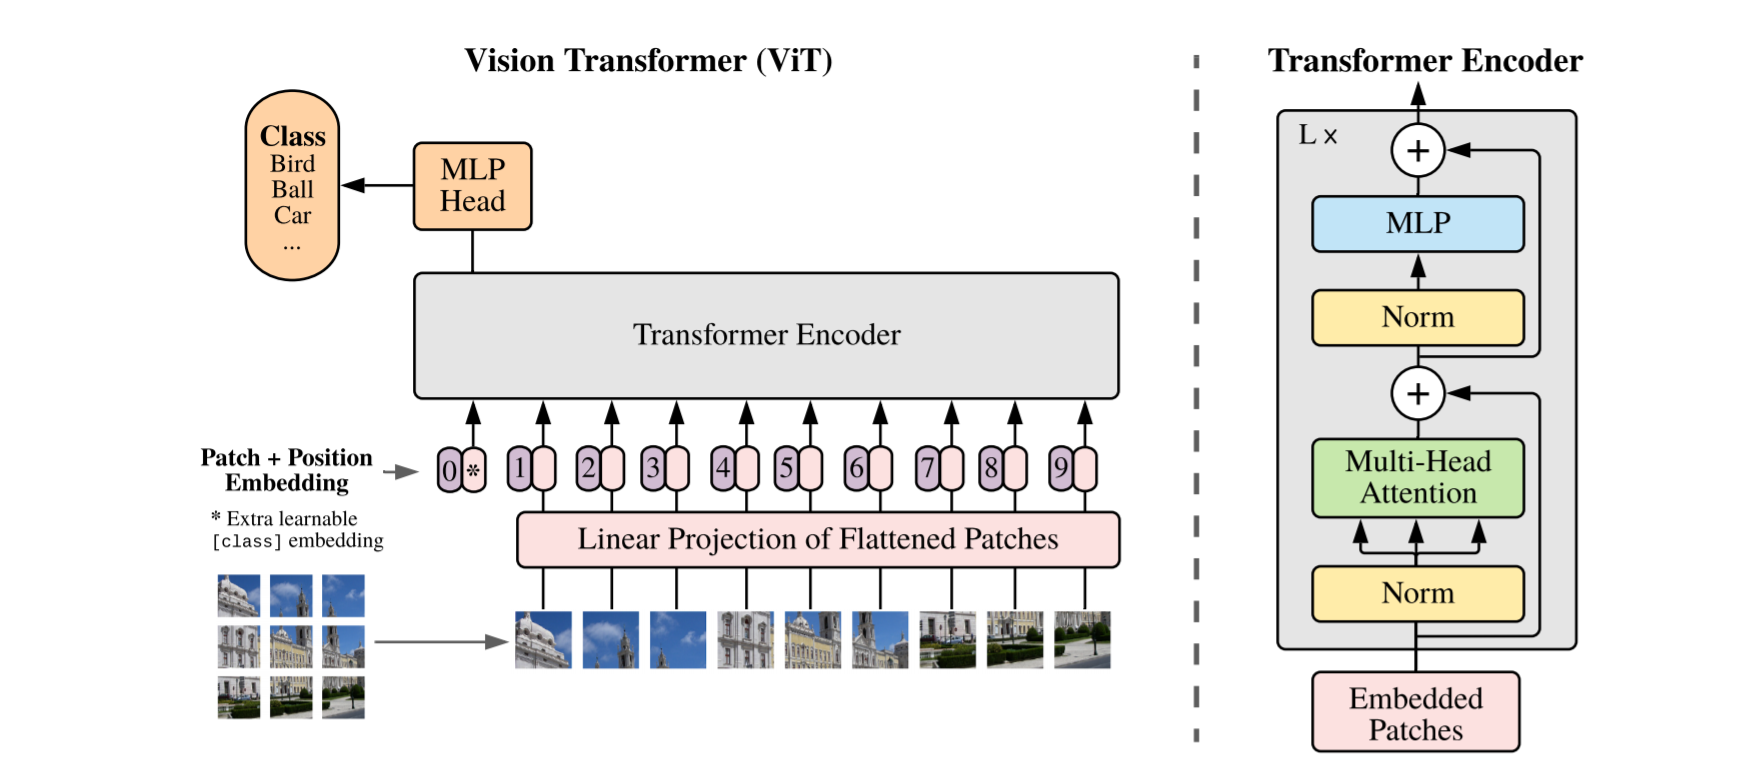 Vision Transformer (ViT)
Class
Bird
Ball
Car
...
MLP
Head
Transformer Encoder
Patch + Position
Embedding
0 * 1 2 3 4 5 6 7 8 9
* Extra learnable
[class] embedding
Linear Projection of Flattened Patches
Transformer Encoder
L ×
+
MLP
Norm
+
Multi-Head
Attention
Norm
Embedded
Patches